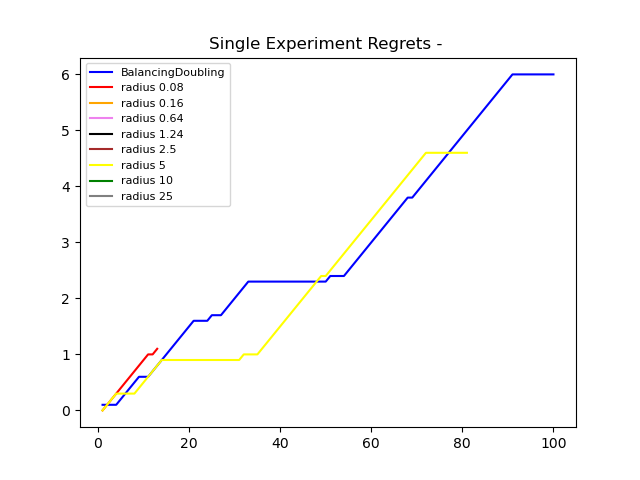 Single Experiment Regrets -
BalancingDoubling
radius 0.08
radius 0.16
radius 0.64
radius 1.24
radius 2.5
radius 5
radius 10
radius 25
6
5
4
3
2
1
0
0 20 40 60 80 100